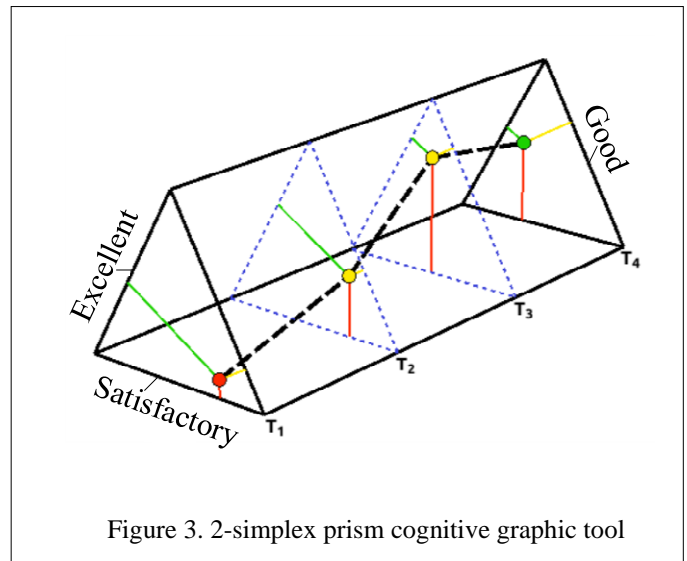 Good
Excellent
T4
T3
T2
Satisfactory
T1
Figure 3. 2-simplex prism cognitive graphic tool